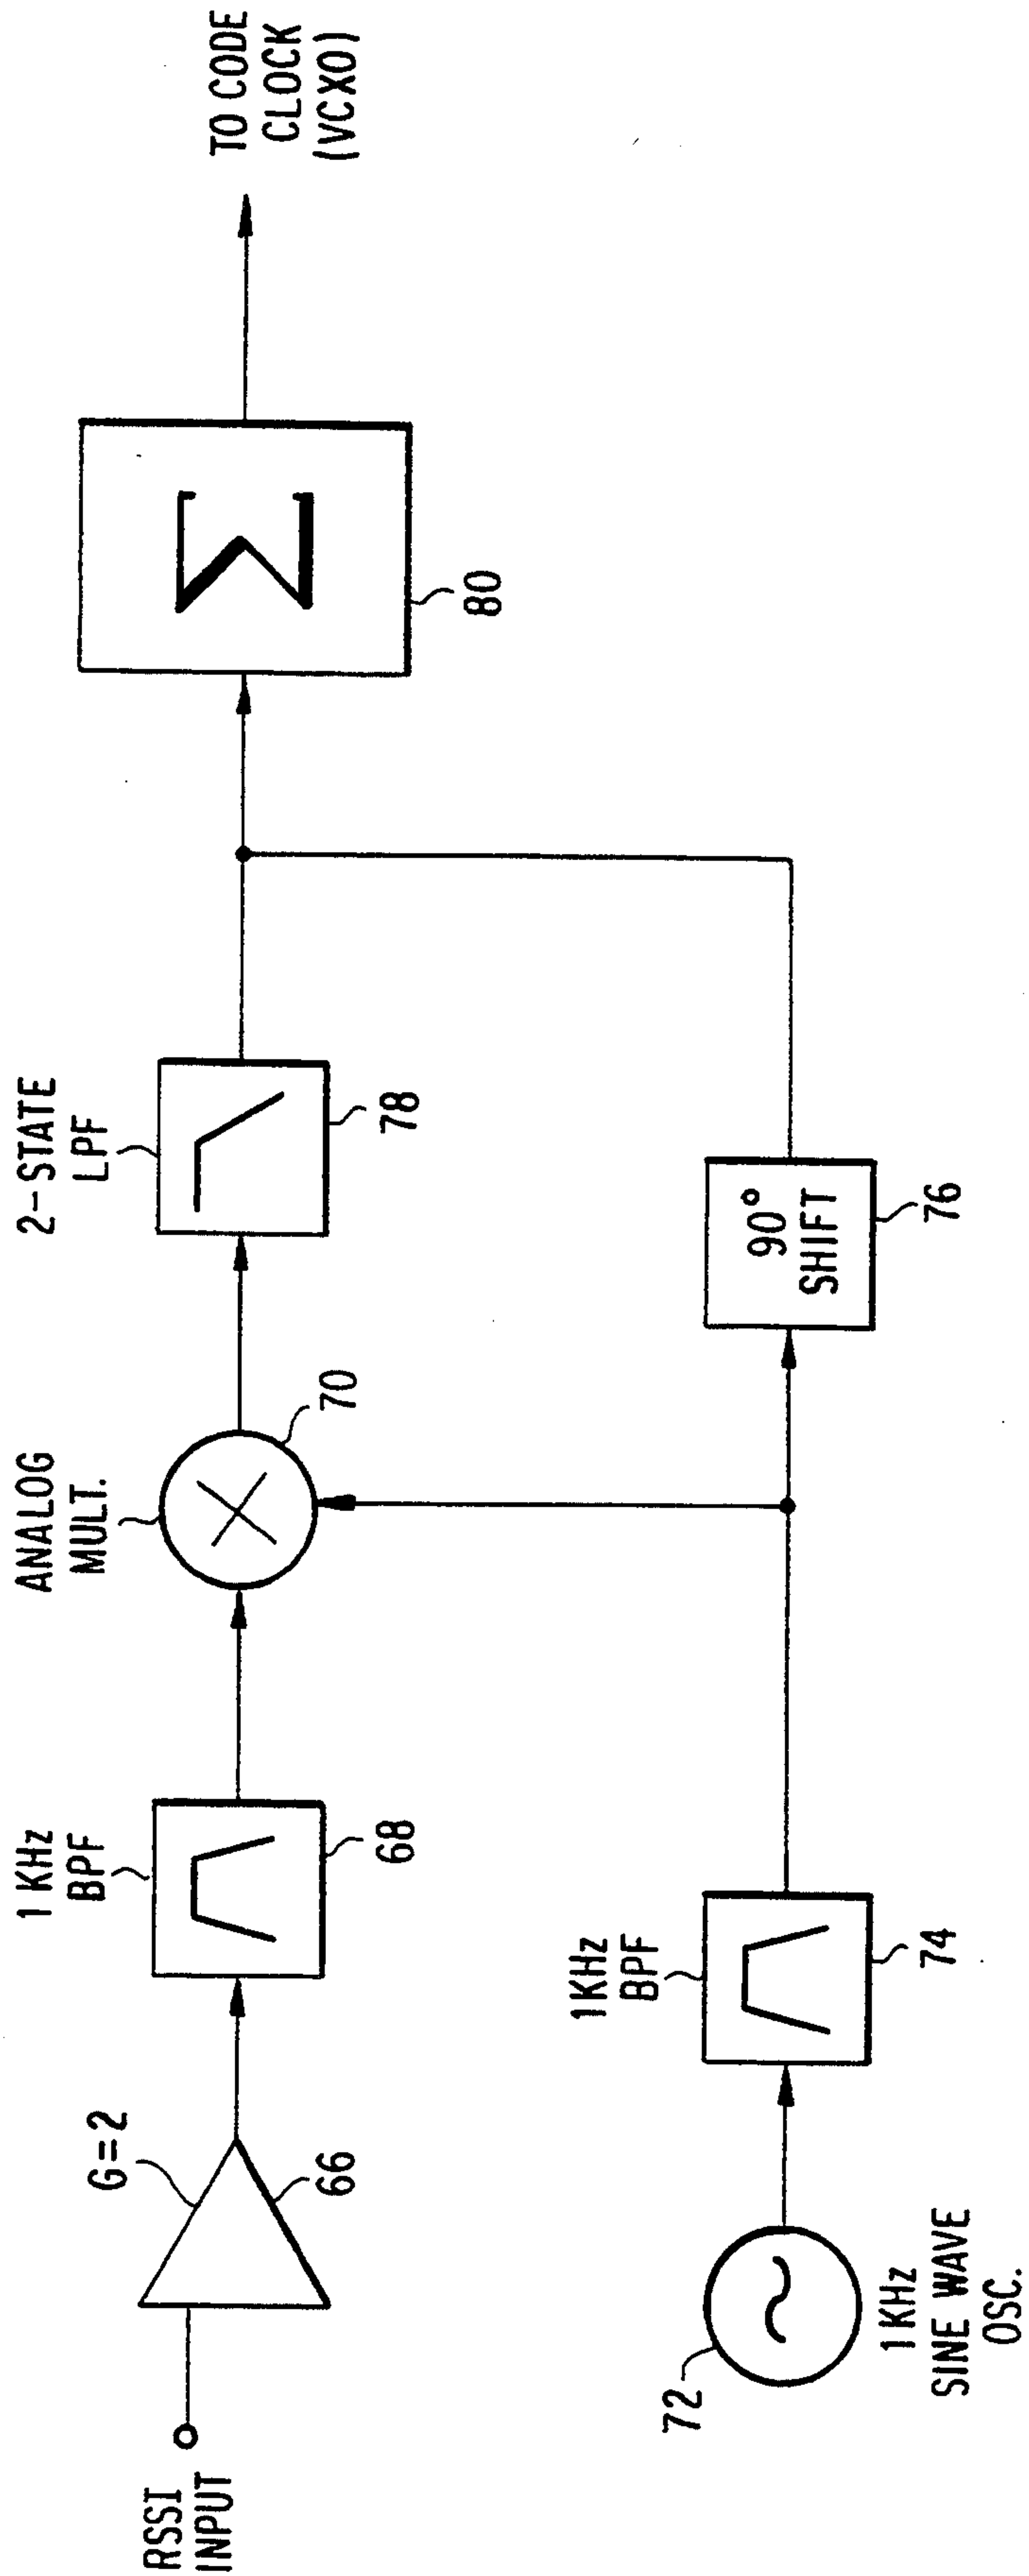 RSSI
INPUT
G=2
66
1 KHz
BPF
68
ANALOG
MULT.
70
2-STATE
LPF
78
Σ
80
TO CODE
CLOCK
(VCXO)
72
1 KHz
SINE WAVE
OSC.
1KHz
BPF
74
90°
SHIFT
76